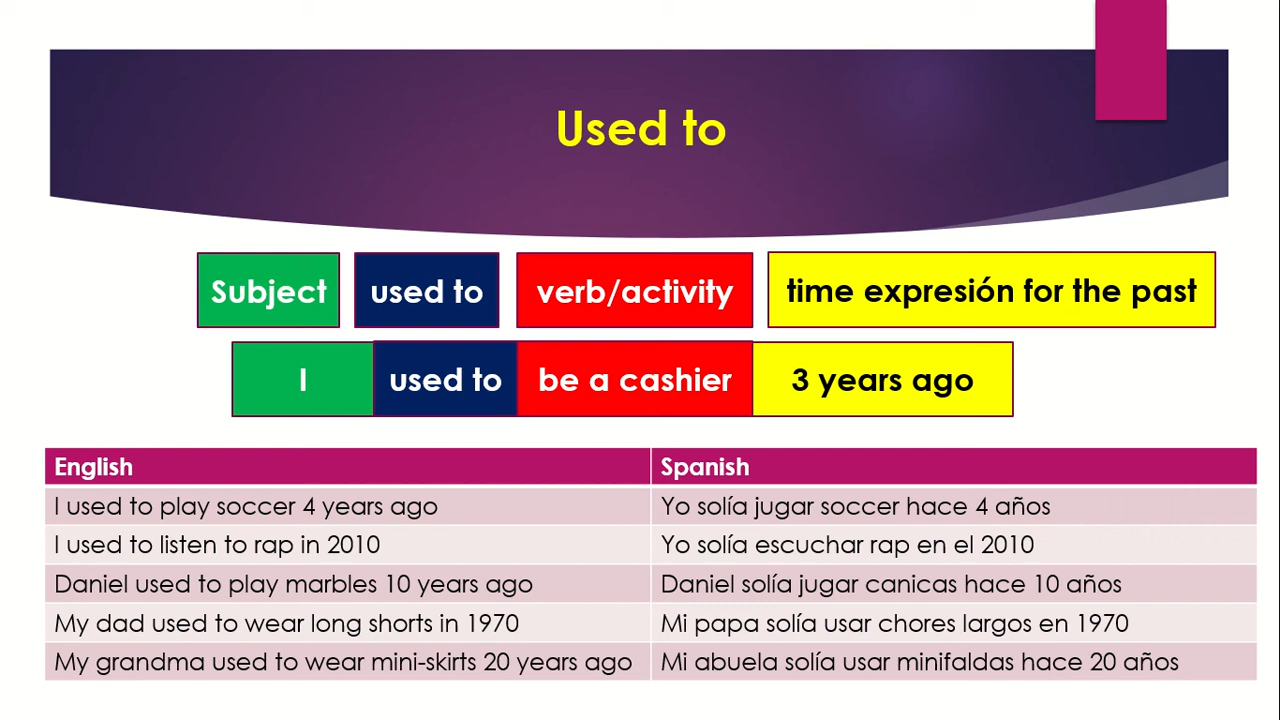 Used to
Subject used to verb/activity time expresión for the past
I used to be a cashier 3 years ago
English Spanish
I used to play soccer 4 years ago Yo solía jugar soccer hace 4 años
I used to listen to rap in 2010 Yo solía escuchar rap en el 2010
Daniel used to play marbles 10 years ago Daniel solía jugar canicas hace 10 años
My dad used to wear long shorts in 1970 Mi papa solía usar chores largos en 1970
My grandma used to wear mini-skirts 20 years ago Mi abuela solía usar minifaldas hace 20 años